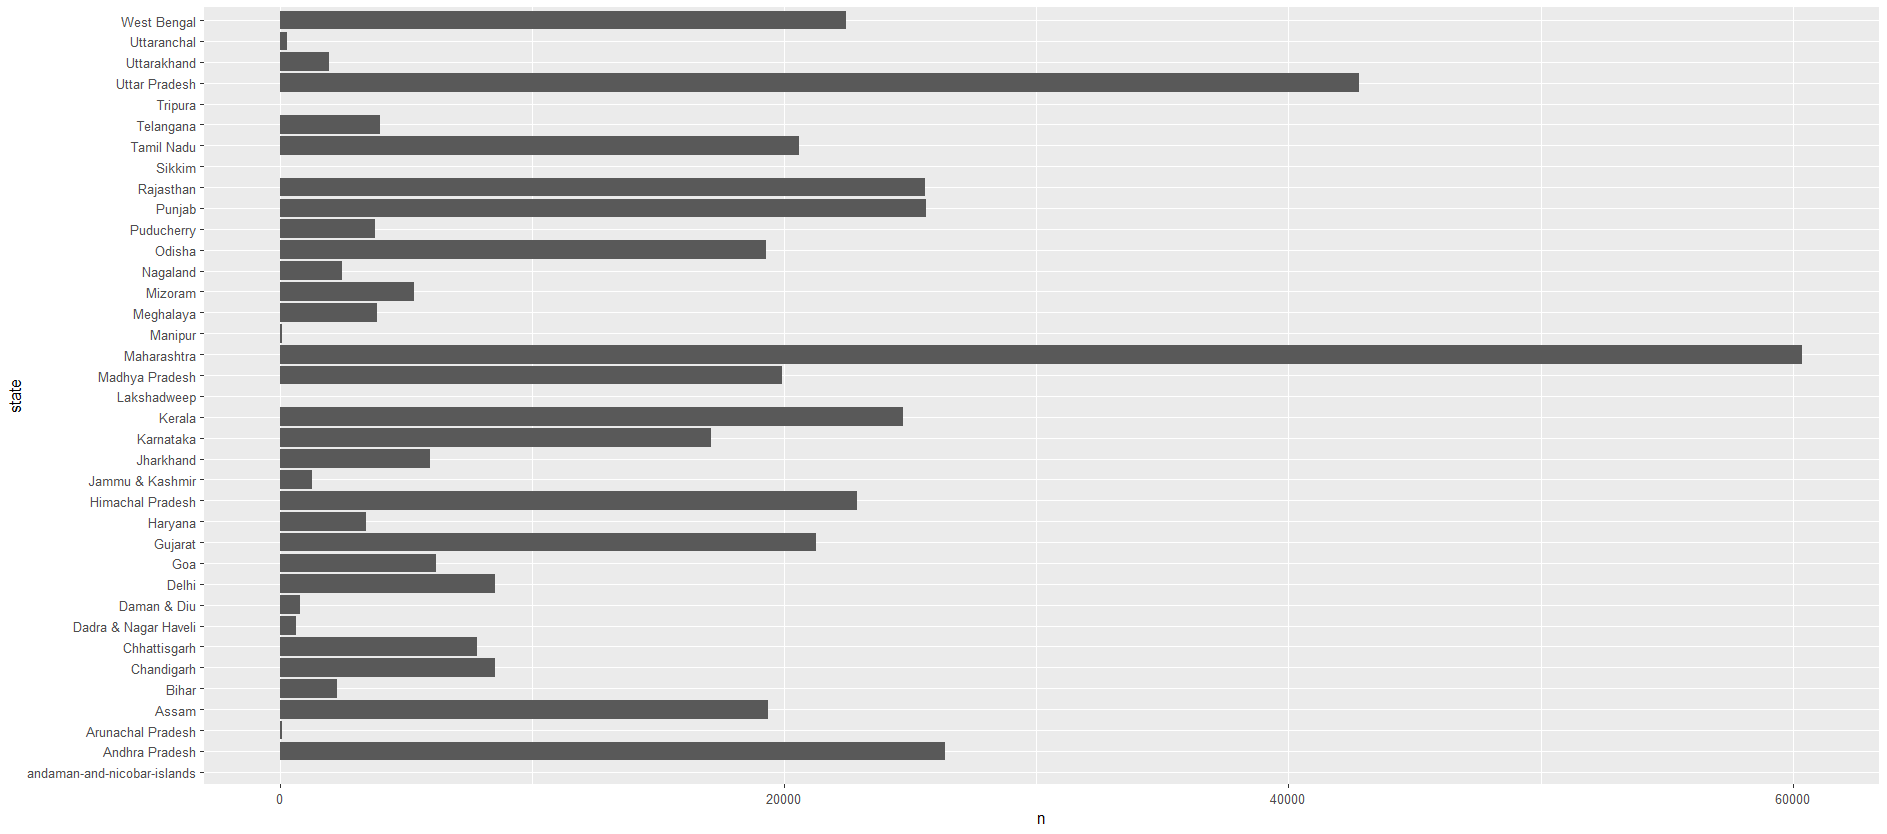 West Bengal
Uttaranchal
Uttarakhand
Uttar Pradesh
Tripura
Telangana
Tamil Nadu
Sikkim
Rajasthan
Punjab
Puducherry
Odisha
Nagaland
Mizoram
Meghalaya
Manipur
Maharashtra
Madhya Pradesh
Lakshadweep
Kerala
Karnataka
Jharkhand
Jammu & Kashmir
Himachal Pradesh
Haryana
Gujarat
Goa
Delhi
Daman & Diu
Dadra & Nagar Haveli
Chhattisgarh
Chandigarh
Bihar
Assam
Arunachal Pradesh
Andhra Pradesh
andaman-and-nicobar-islands
state
0 20000 40000 60000
n